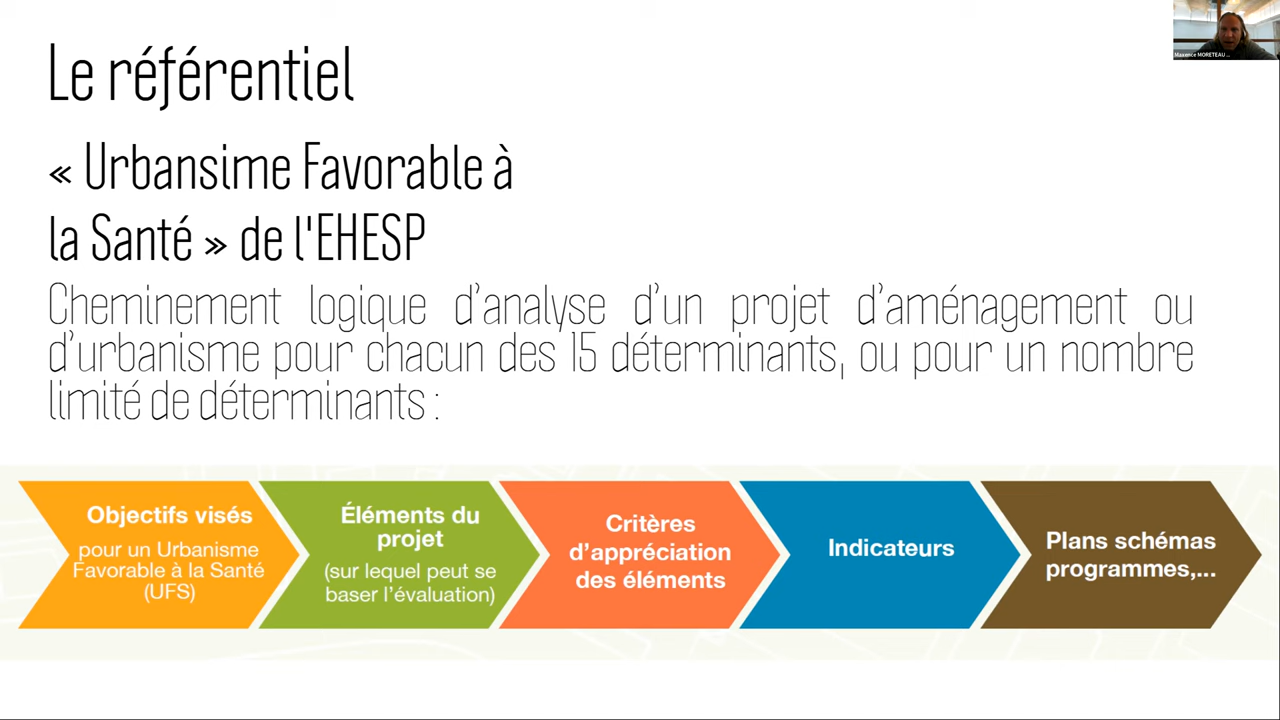 Le référentiel
« Urbansime Favorable à
la Santé » de l'EHESP
Cheminement logique d’analyse d’un projet d’aménagement ou
d’urbanisme pour chacun des 15 déterminants, ou pour un nombre
limité de déterminants :
Objectifs visés
pour un Urbanisme
Favorable à la Santé
(UFS)
Éléments du
projet
(sur lequel peut se
baser l’évaluation)
Critères
d’appréciation
des éléments
Indicateurs
Plans schémas
programmes,...
Maxence MORETEAU ...